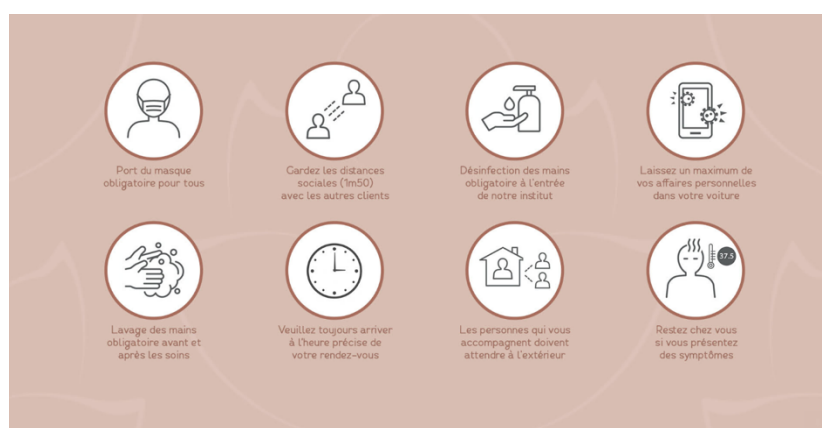 Port du masque
obligatoire pour tous
Gardez les distances
sociales (1m50)
avec les autres clients
Désinfection des mains
obligatoire à l'entrée
de notre institut
Laissez un maximum de
vos affaires personnelles
dans votre voiture
37.5
Lavage des mains
obligatoire avant et
après les soins
Veuillez toujours arriver
à l'heure précise de
votre rendez-vous
Les personnes qui vous
accompagnent doivent
attendre à l'extérieur
Restez chez vous
si vous présentez
des symptômes